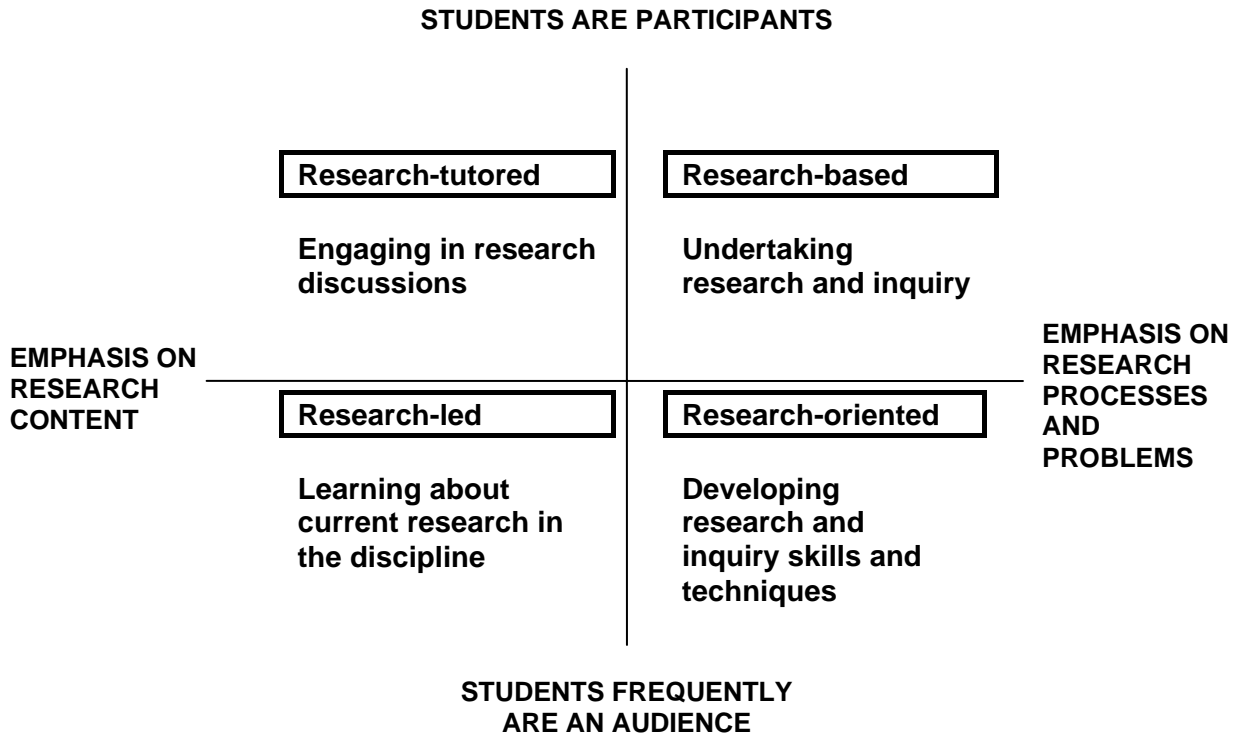 STUDENTS ARE PARTICIPANTS
Research-tutored
Engaging in research
discussions
Research-based
Undertaking
research and inquiry
EMPHASIS ON
RESEARCH
CONTENT
EMPHASIS ON
RESEARCH
PROCESSES
AND
PROBLEMS
Research-led
Learning about
current research in
the discipline
Research-oriented
Developing
research and
inquiry skills and
techniques
STUDENTS FREQUENTLY
ARE AN AUDIENCE